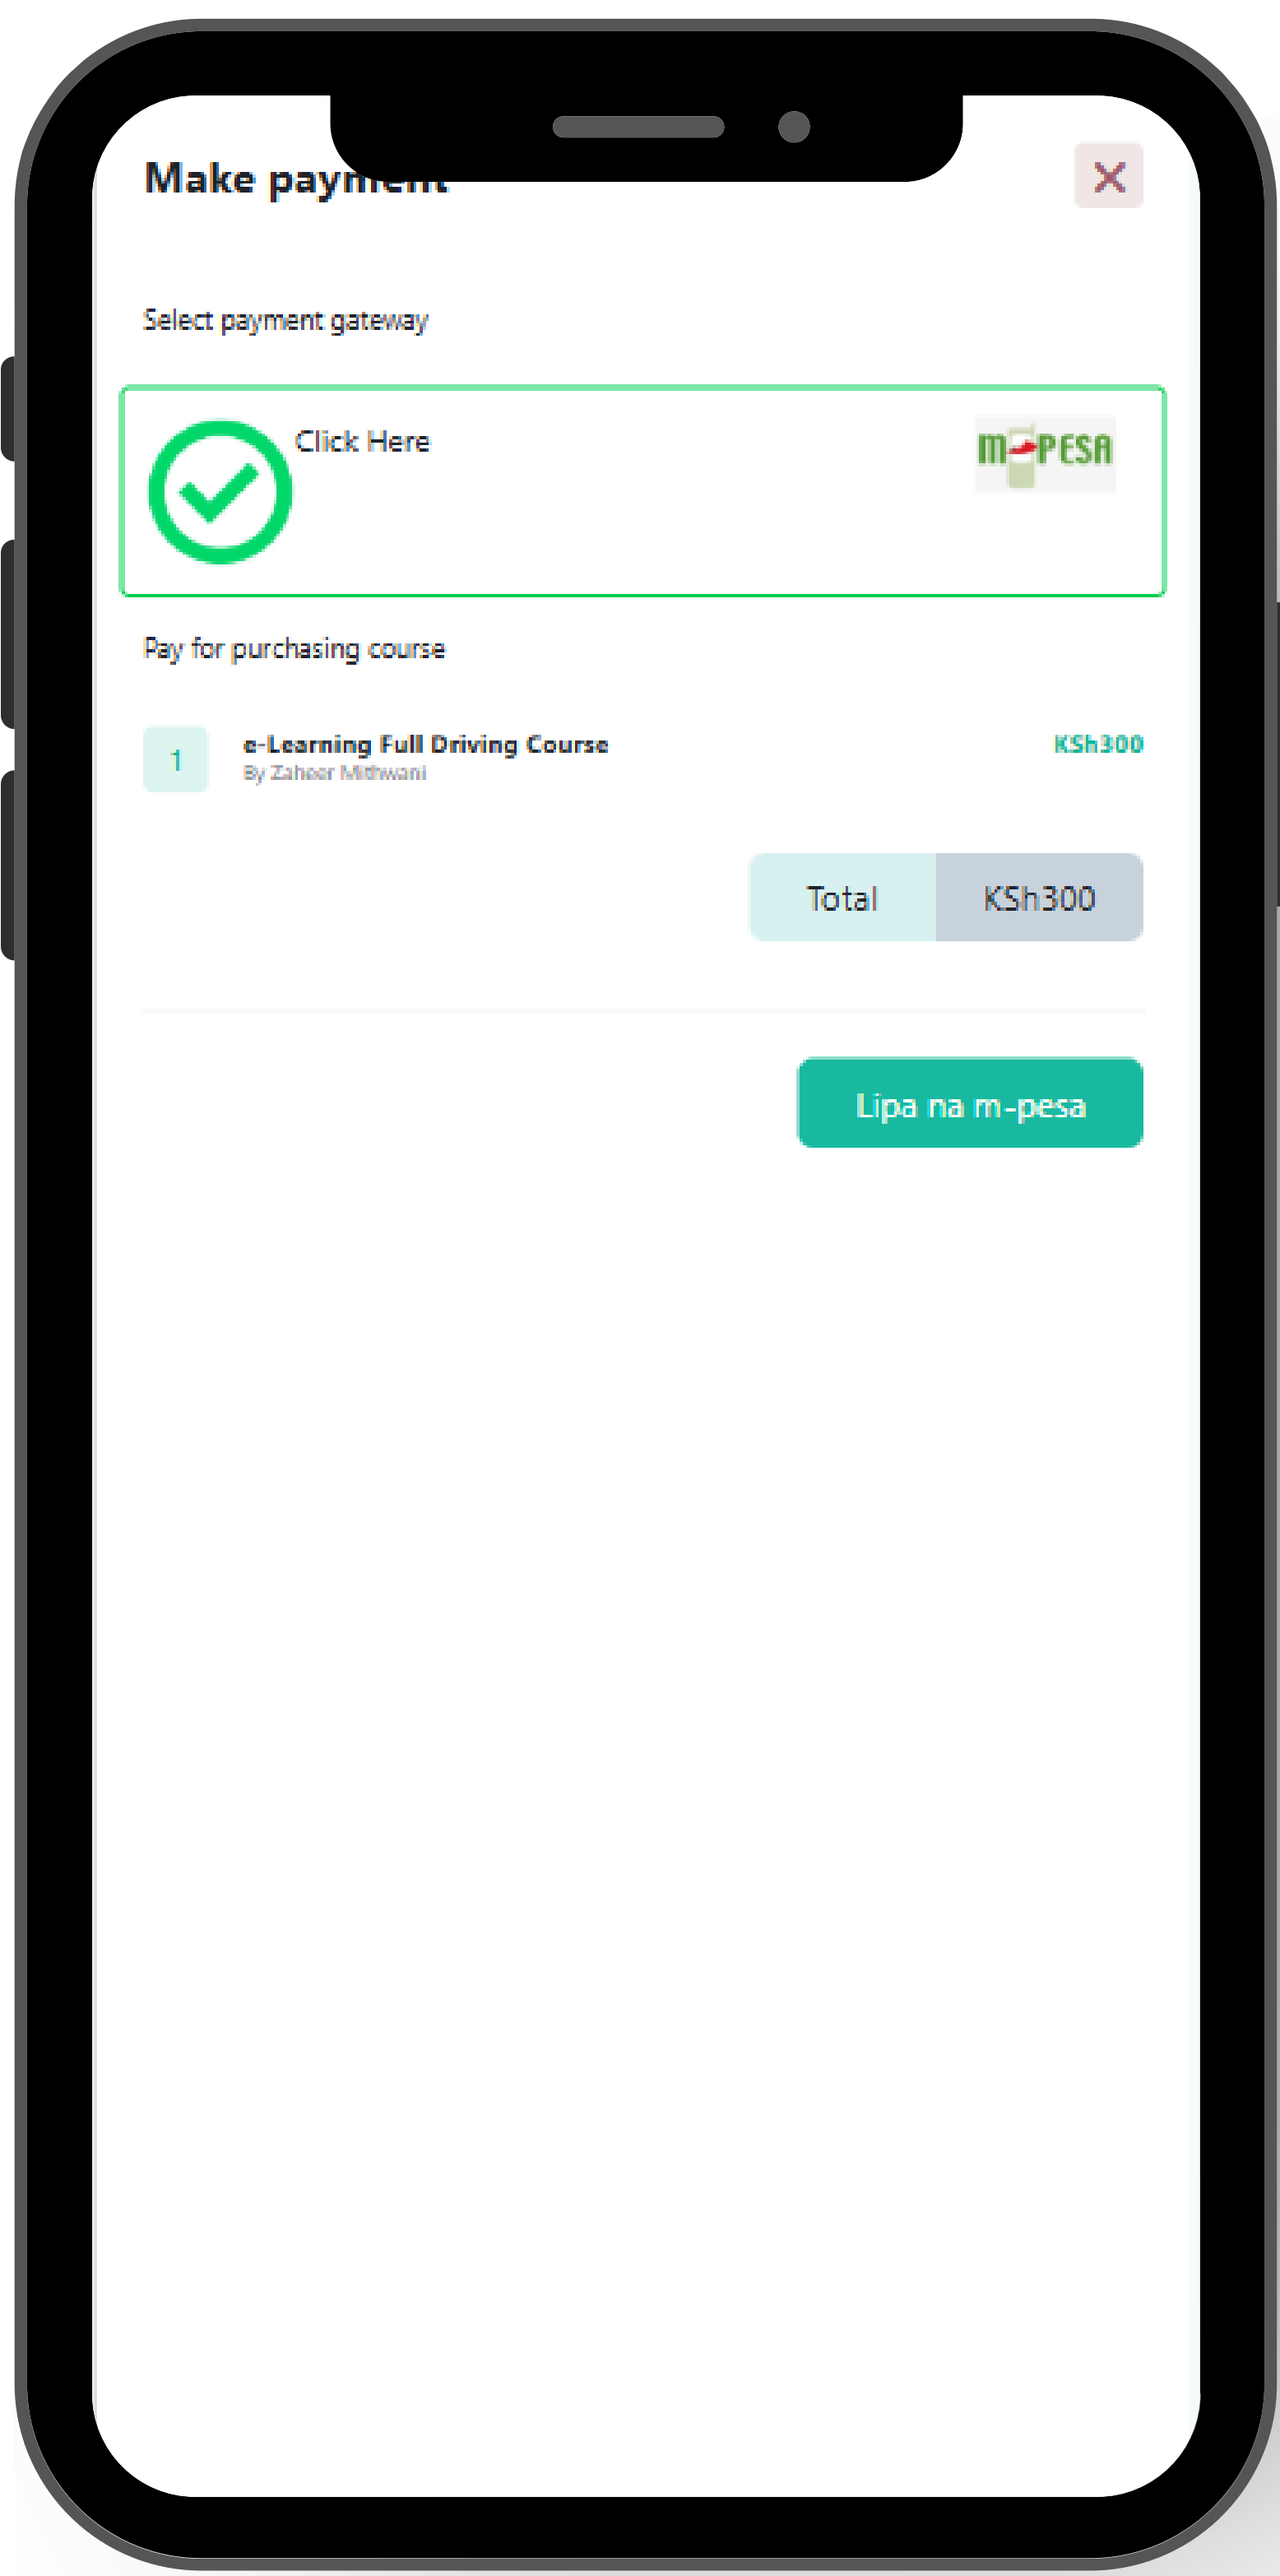 Make payment
Select payment gateway
Click Here
m-PESA
Pay for purchasing course
1
e-Learning Full Driving Course
KSh300
By Zaheer Mithwani
Total
KSh300
Lipa na m-pesa